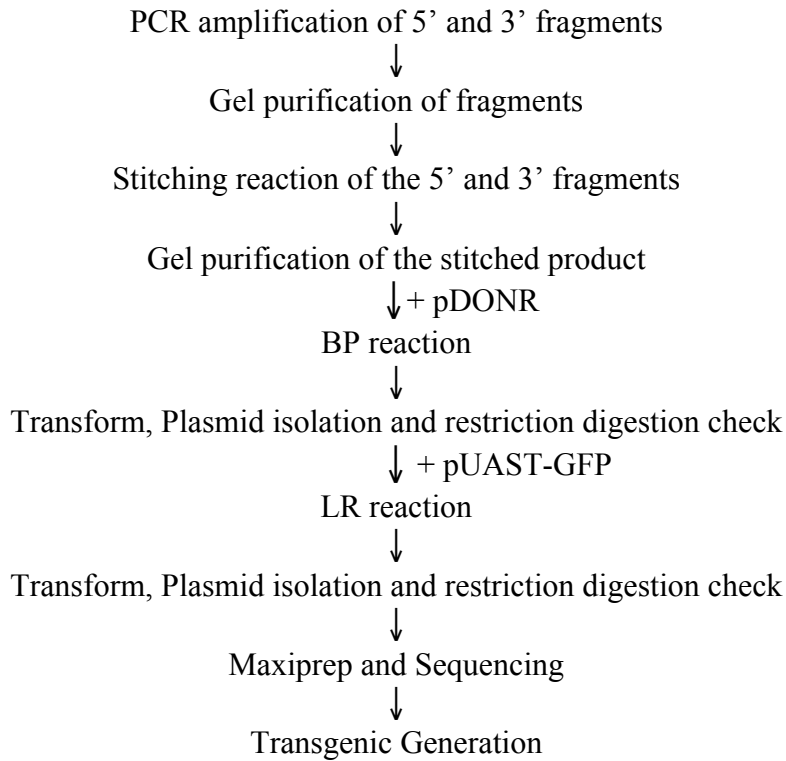 PCR amplification of 5’ and 3’ fragments
Gel purification of fragments
Stitching reaction of the 5’ and 3’ fragments
Gel purification of the stitched product
+ pDONR
BP reaction
Transform, Plasmid isolation and restriction digestion check
+ pUAST-GFP
LR reaction
Transform, Plasmid isolation and restriction digestion check
Maxiprep and Sequencing
Transgenic Generation